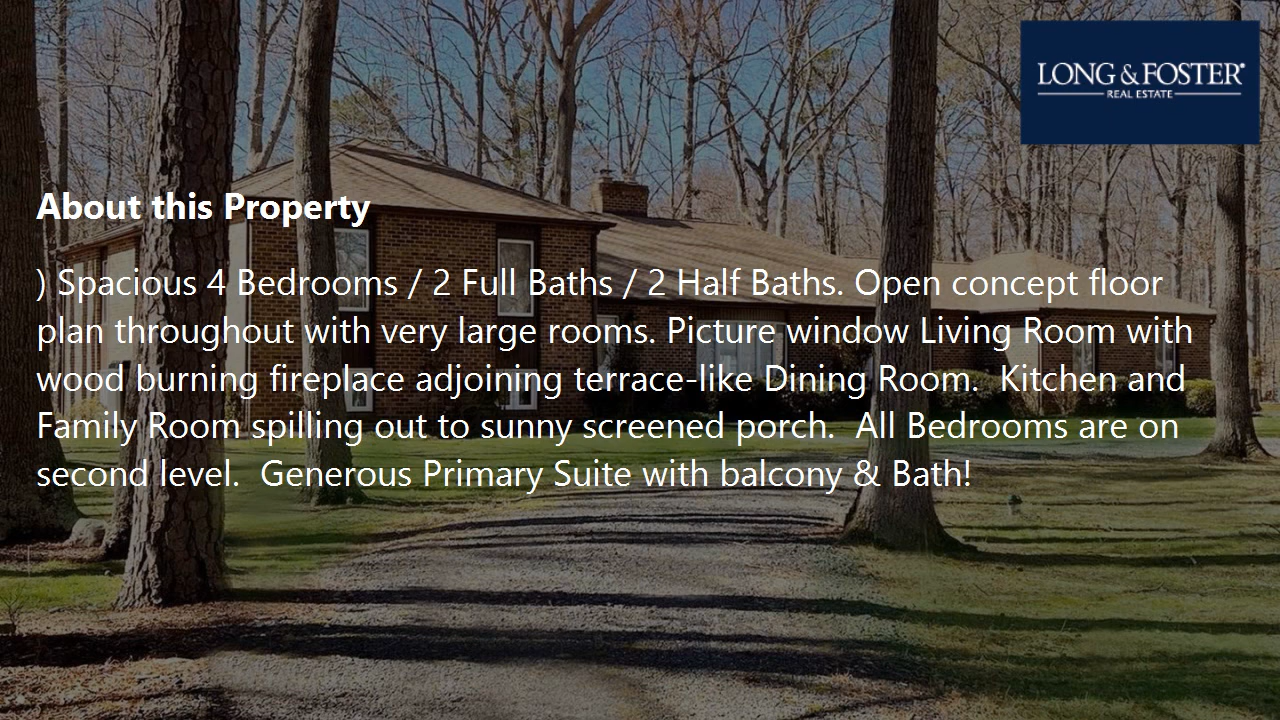 LONG & FOSTER®
REAL ESTATE
About this Property
) Spacious 4 Bedrooms / 2 Full Baths / 2 Half Baths. Open concept floor
plan throughout with very large rooms. Picture window Living Room with
wood burning fireplace adjoining terrace-like Dining Room.  Kitchen and
Family Room spilling out to sunny screened porch.  All Bedrooms are on
second level.  Generous Primary Suite with balcony & Bath!